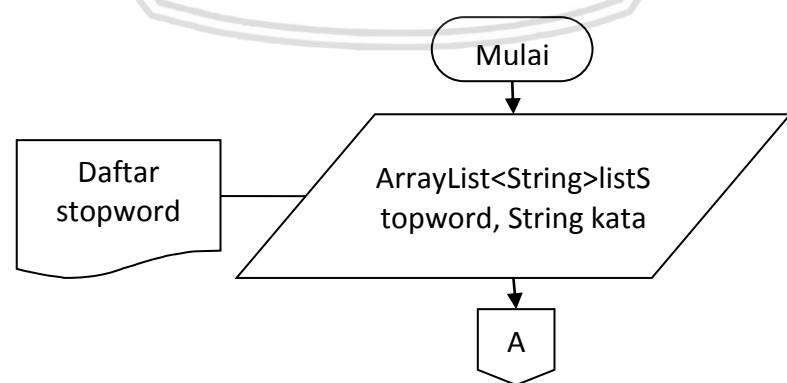 Mulai
Daftar
stopword
ArrayList<String>listS
topword, String kata
A